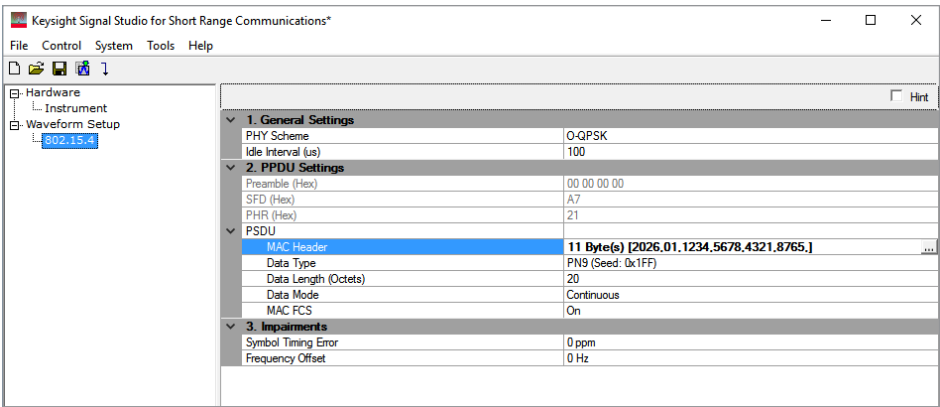 Keysight Signal Studio for Short Range Communications*
File Control System Tools Help
Hardware
Instrument
Waveform Setup
802.15.4
Hint
1. General Settings
PHY Scheme O-QPSK
Idle Interval (us) 100
2. PPDU Settings
Preamble (Hex) 00 00 00 00
SFD (Hex) A7
PHR (Hex) 21
PSDU
MAC Header 11 Byte(s) [2026,01,1234,5678,4321,8765,] ...
Data Type PN9 (Seed: 0x1FF)
Data Length (Octets) 20
Data Mode Continuous
MAC FCS On
3. Impairments
Symbol Timing Error 0 ppm
Frequency Offset 0 Hz